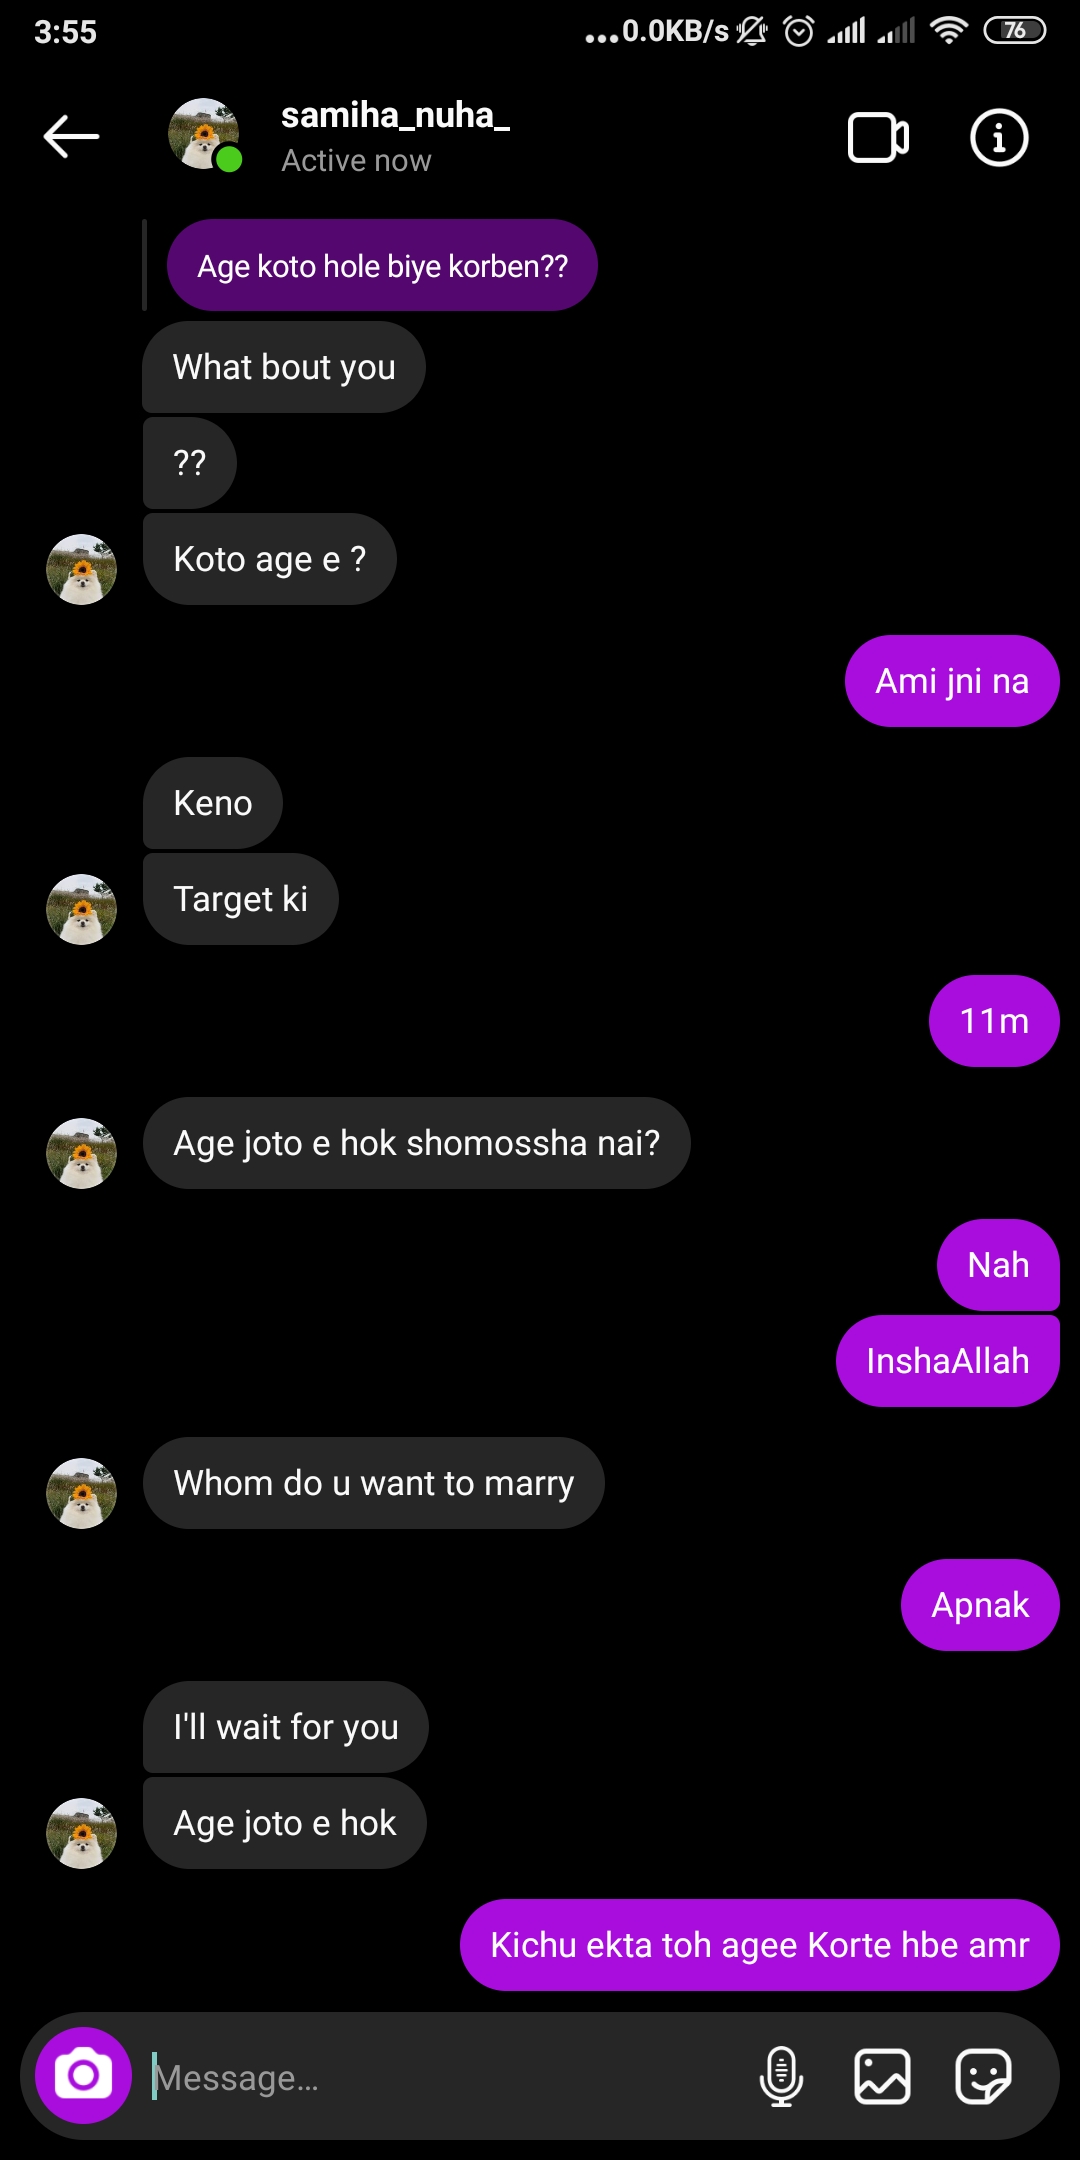 3:55
...0.0KB/s
76
samiha_nuha_
Active now
Age koto hole biye korben??
What bout you
??
Koto age e ?
Ami jni na
Keno
Target ki
11m
Age joto e hok shomossha nai?
Nah
InshaAllah
Whom do u want to marry
Apnak
I'll wait for you
Age joto e hok
Kichu ekta toh agee Korte hbe amr
Message...